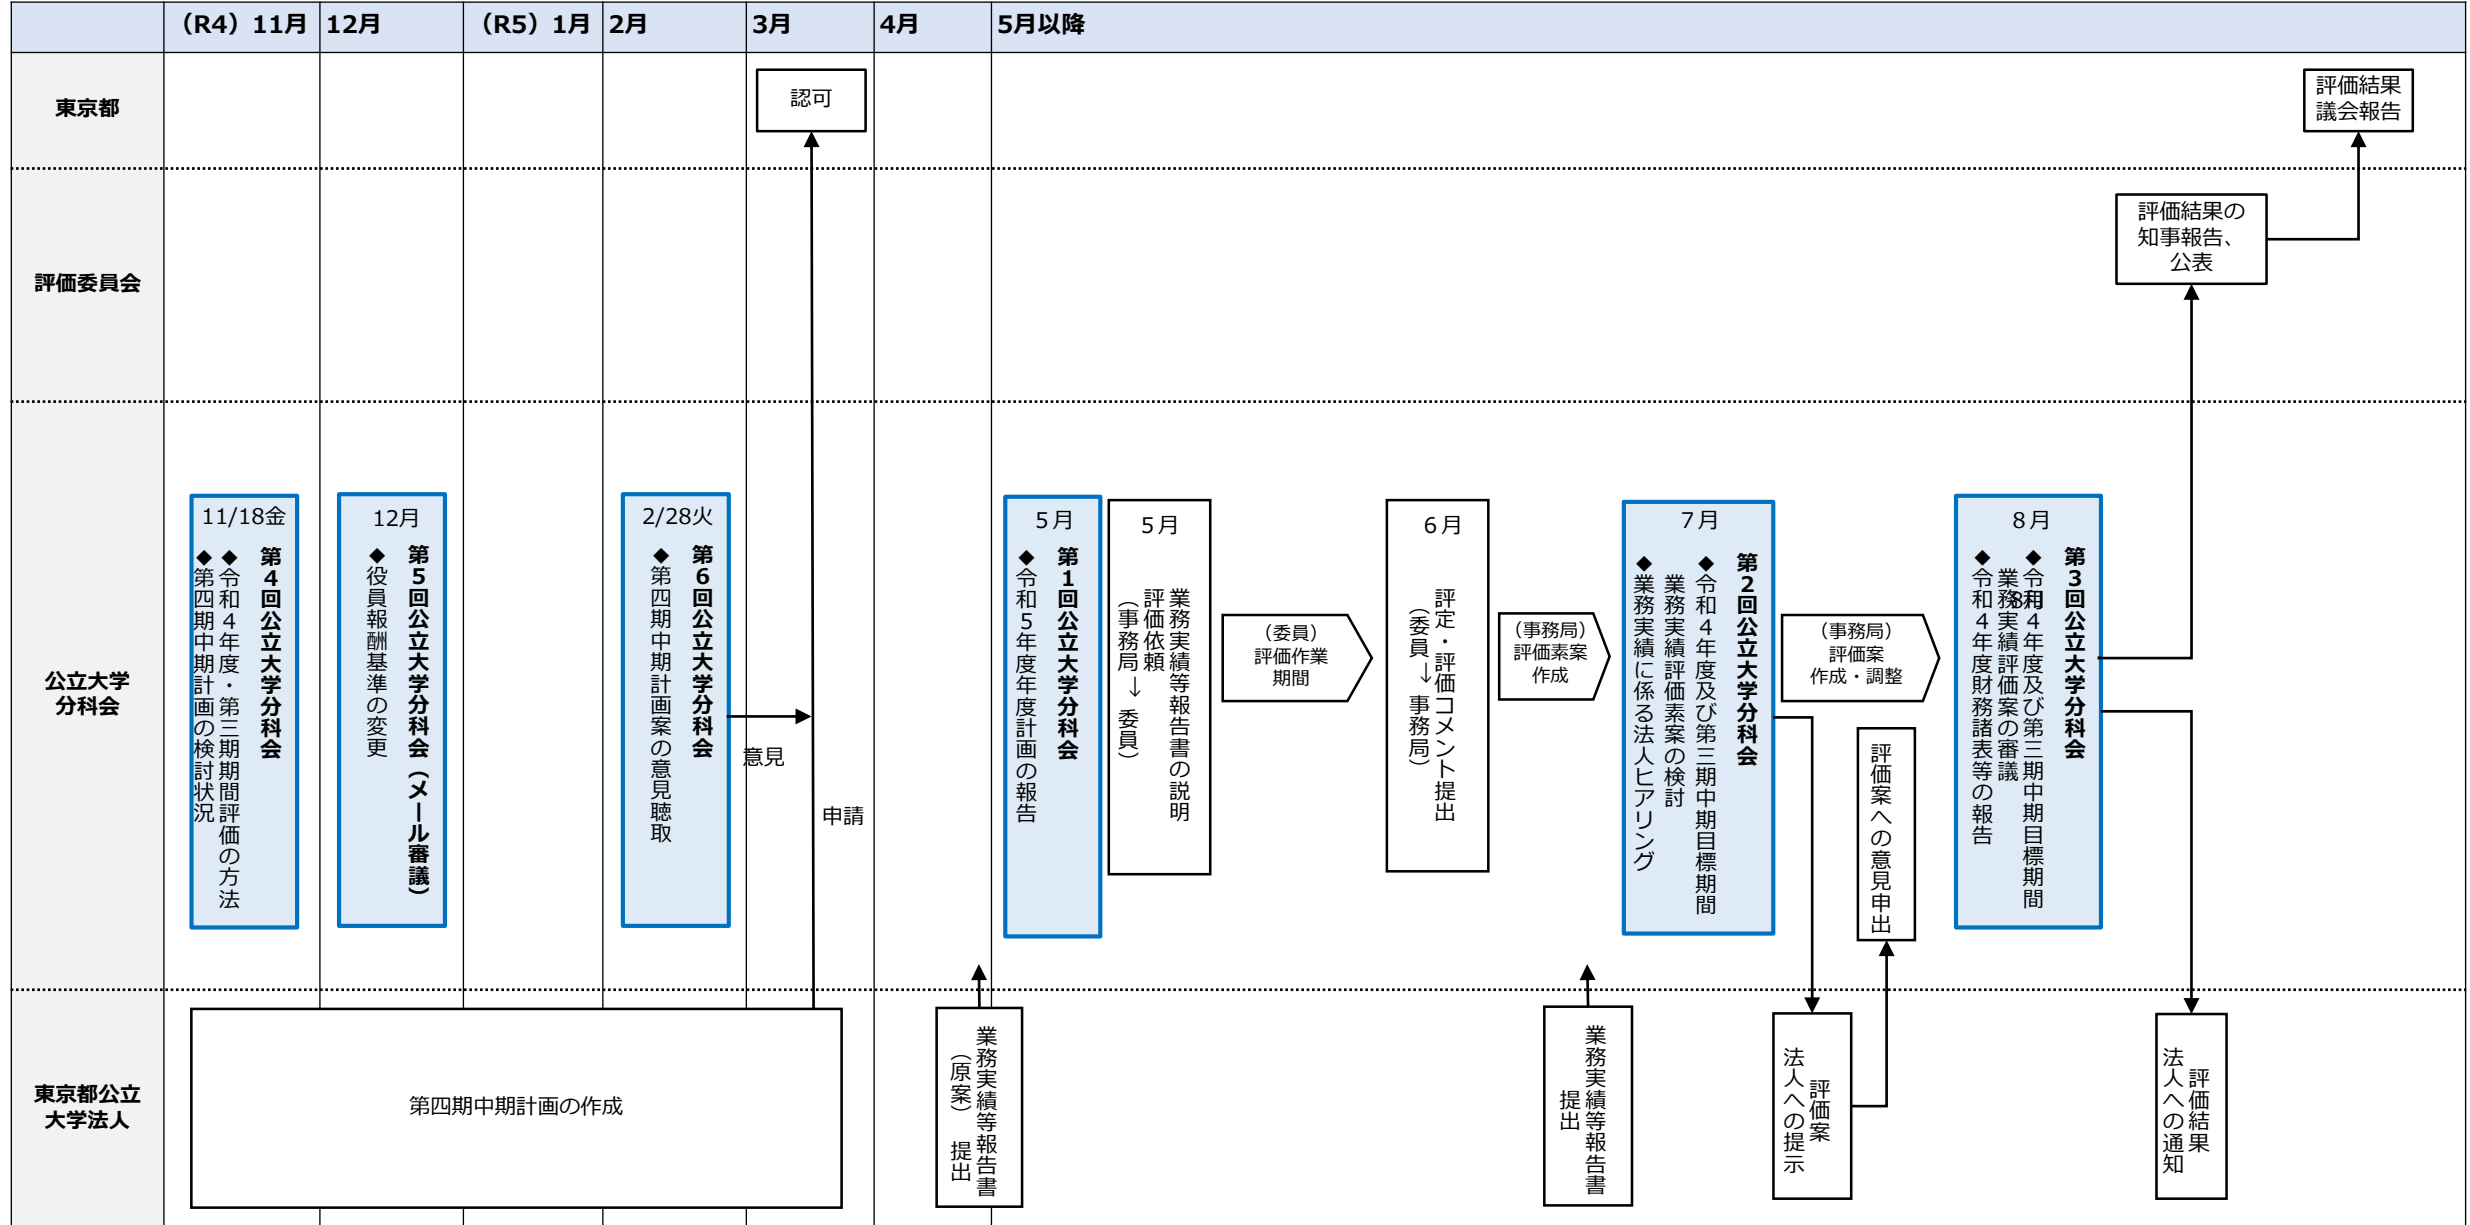 （R4）11月
12月
（R5）1月
2月
3月
4月
5月以降
東京都
認可
評価結果
議会報告
評価委員会
評価結果の
知事報告、
公表
公立大学
分科会
11/18金
第４回公立大学分科会
◆令和４年度・第三期期間評価の方法
◆第四期中期計画の検討状況
12月
第５回公立大学分科会（メール審議）
◆役員報酬基準の変更
2/28火
第６回公立大学分科会
◆第四期中期計画案の意見聴取
意見
申請
５月
第１回公立大学分科会
◆令和５年度年度計画の報告
５月
業務実績等報告書の説明
評価依頼
（事務局→委員）
（委員）
評価作業
期間
６月
評定・評価コメント提出
（委員→事務局）
（事務局）
評価素案
作成
７月
第２回公立大学分科会
◆令和４年度及び第三期中期目標期間
業務実績評価素案の検討
◆業務実績に係る法人ヒアリング
（事務局）
評価案
作成・調整
評価案への意見申出
８月
第３回公立大学分科会
◆令和４年度及び第三期中期目標期間
業務実績評価案の審議
◆令和４年度財務諸表等の報告
8月
東京都公立
大学法人
第四期中期計画の作成
業務実績等報告書
（原案）　提出
業務実績等報告書
提出
評価案
法人への提示
評価結果
法人への通知